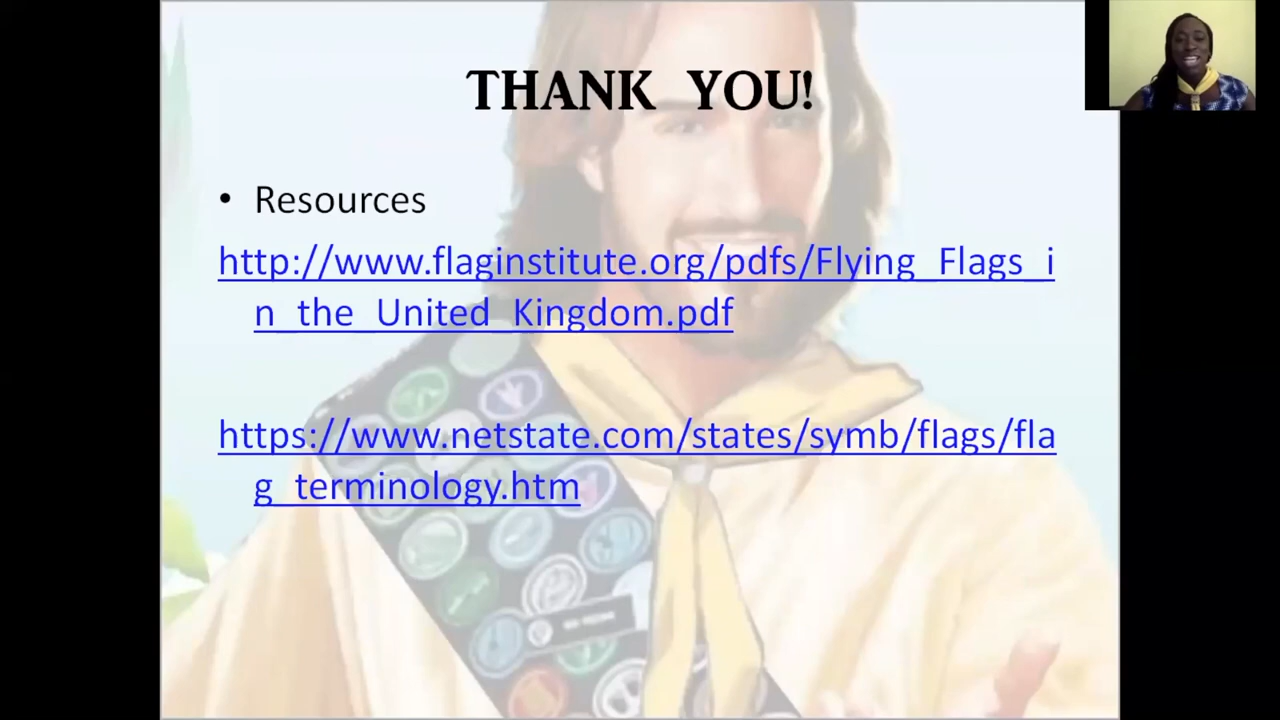 THANK YOU!
• Resources
http://www.flaginstitute.org/pdfs/Flying_Flags_i
n_the_United_Kingdom.pdf
https://www.netstate.com/states/symb/flags/fla
g_terminology.htm